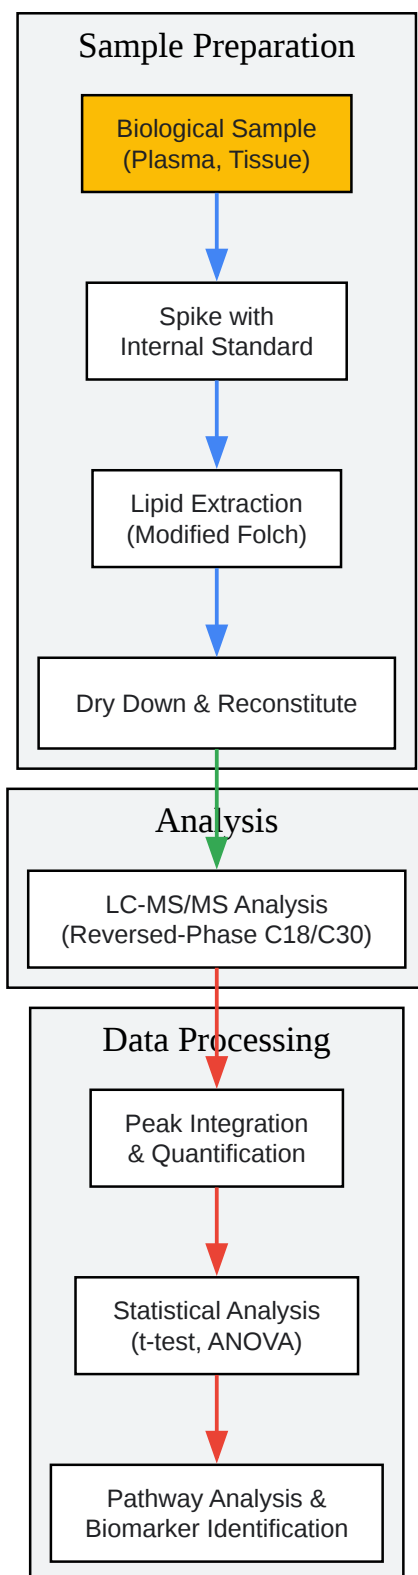 Sample Preparation
Biological Sample
(Plasma, Tissue)
Spike with
Internal Standard
Lipid Extraction
(Modified Folch)
Dry Down & Reconstitute
Analysis
LC-MS/MS Analysis
(Reversed-Phase C18/C30)
Data Processing
Peak Integration
& Quantification
Statistical Analysis
(t-test, ANOVA)
Pathway Analysis &
Biomarker Identification